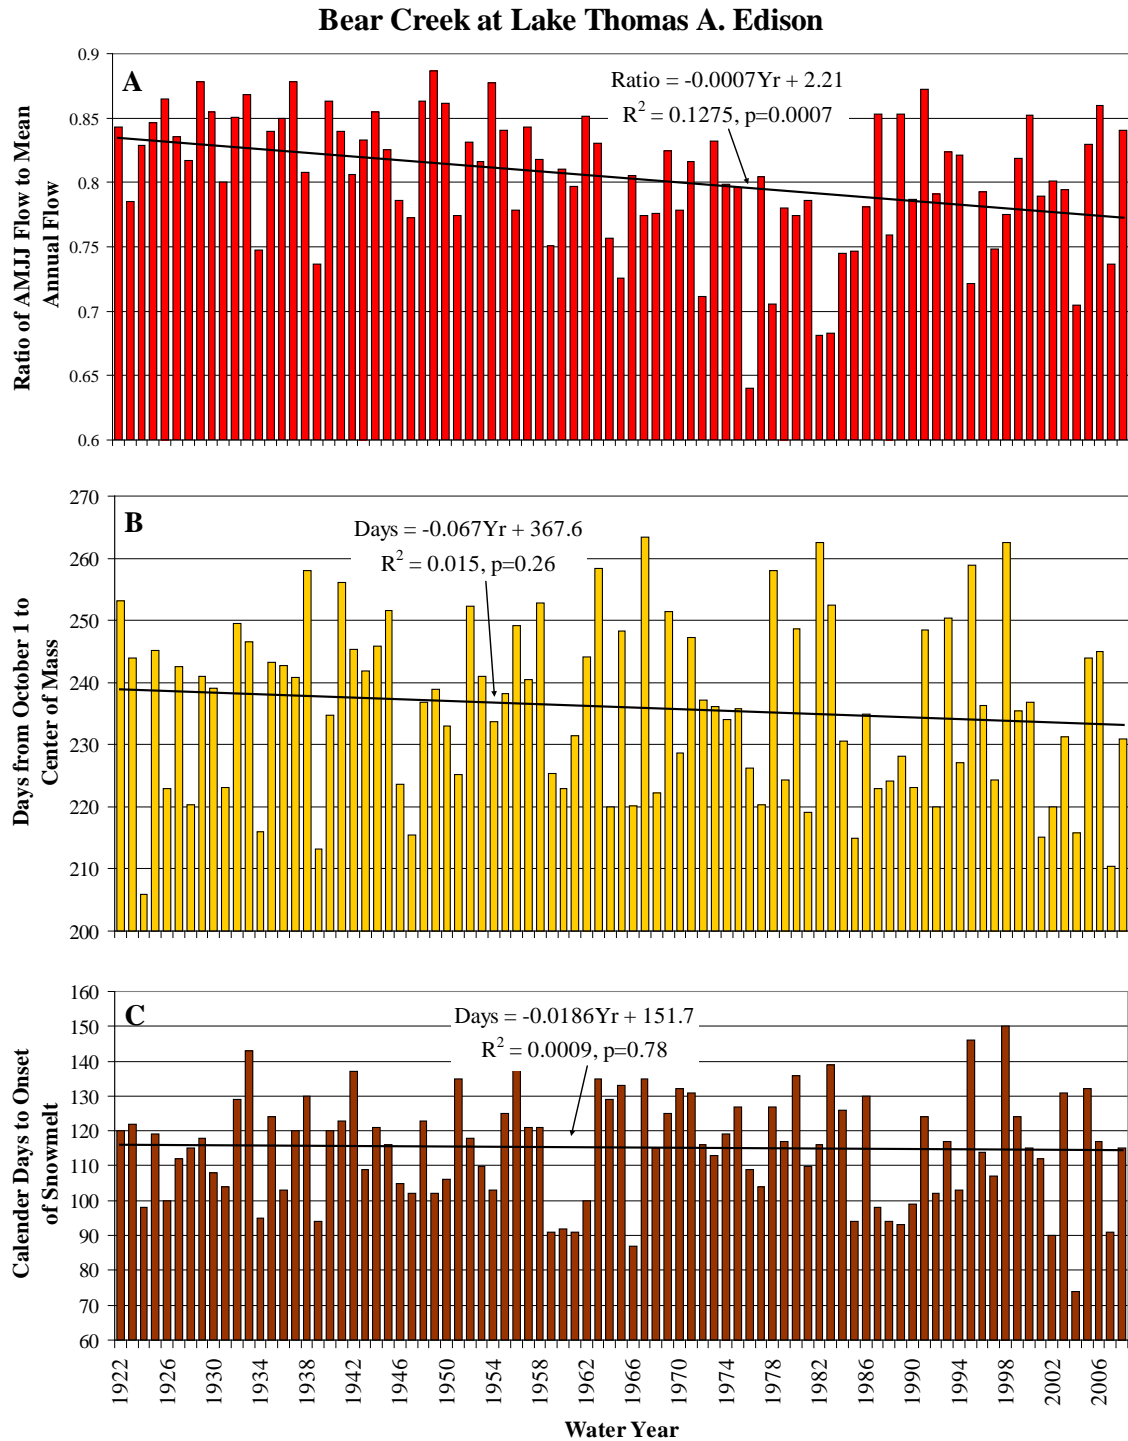 Bear Creek at Lake Thomas A. Edison
A
Ratio = -0.0007Yr + 2.21
R² = 0.1275, p=0.0007
Ratio of AMJJ Flow to Mean
Annual Flow
0.9
0.85
0.8
0.75
0.7
0.65
0.6
B
Days = -0.067Yr + 367.6
R² = 0.015, p=0.26
Days from October 1 to
Center of Mass
270
260
250
240
230
220
210
200
C
Days = -0.0186Yr + 151.7
R² = 0.0009, p=0.78
Calender Days to Onset
of Snowmelt
160
150
140
130
120
110
100
90
80
70
60
1922 1926 1930 1934 1938 1942 1946 1950 1954 1958 1962 1966 1970 1974 1978 1982 1986 1990 1994 1998 2002 2006
Water Year